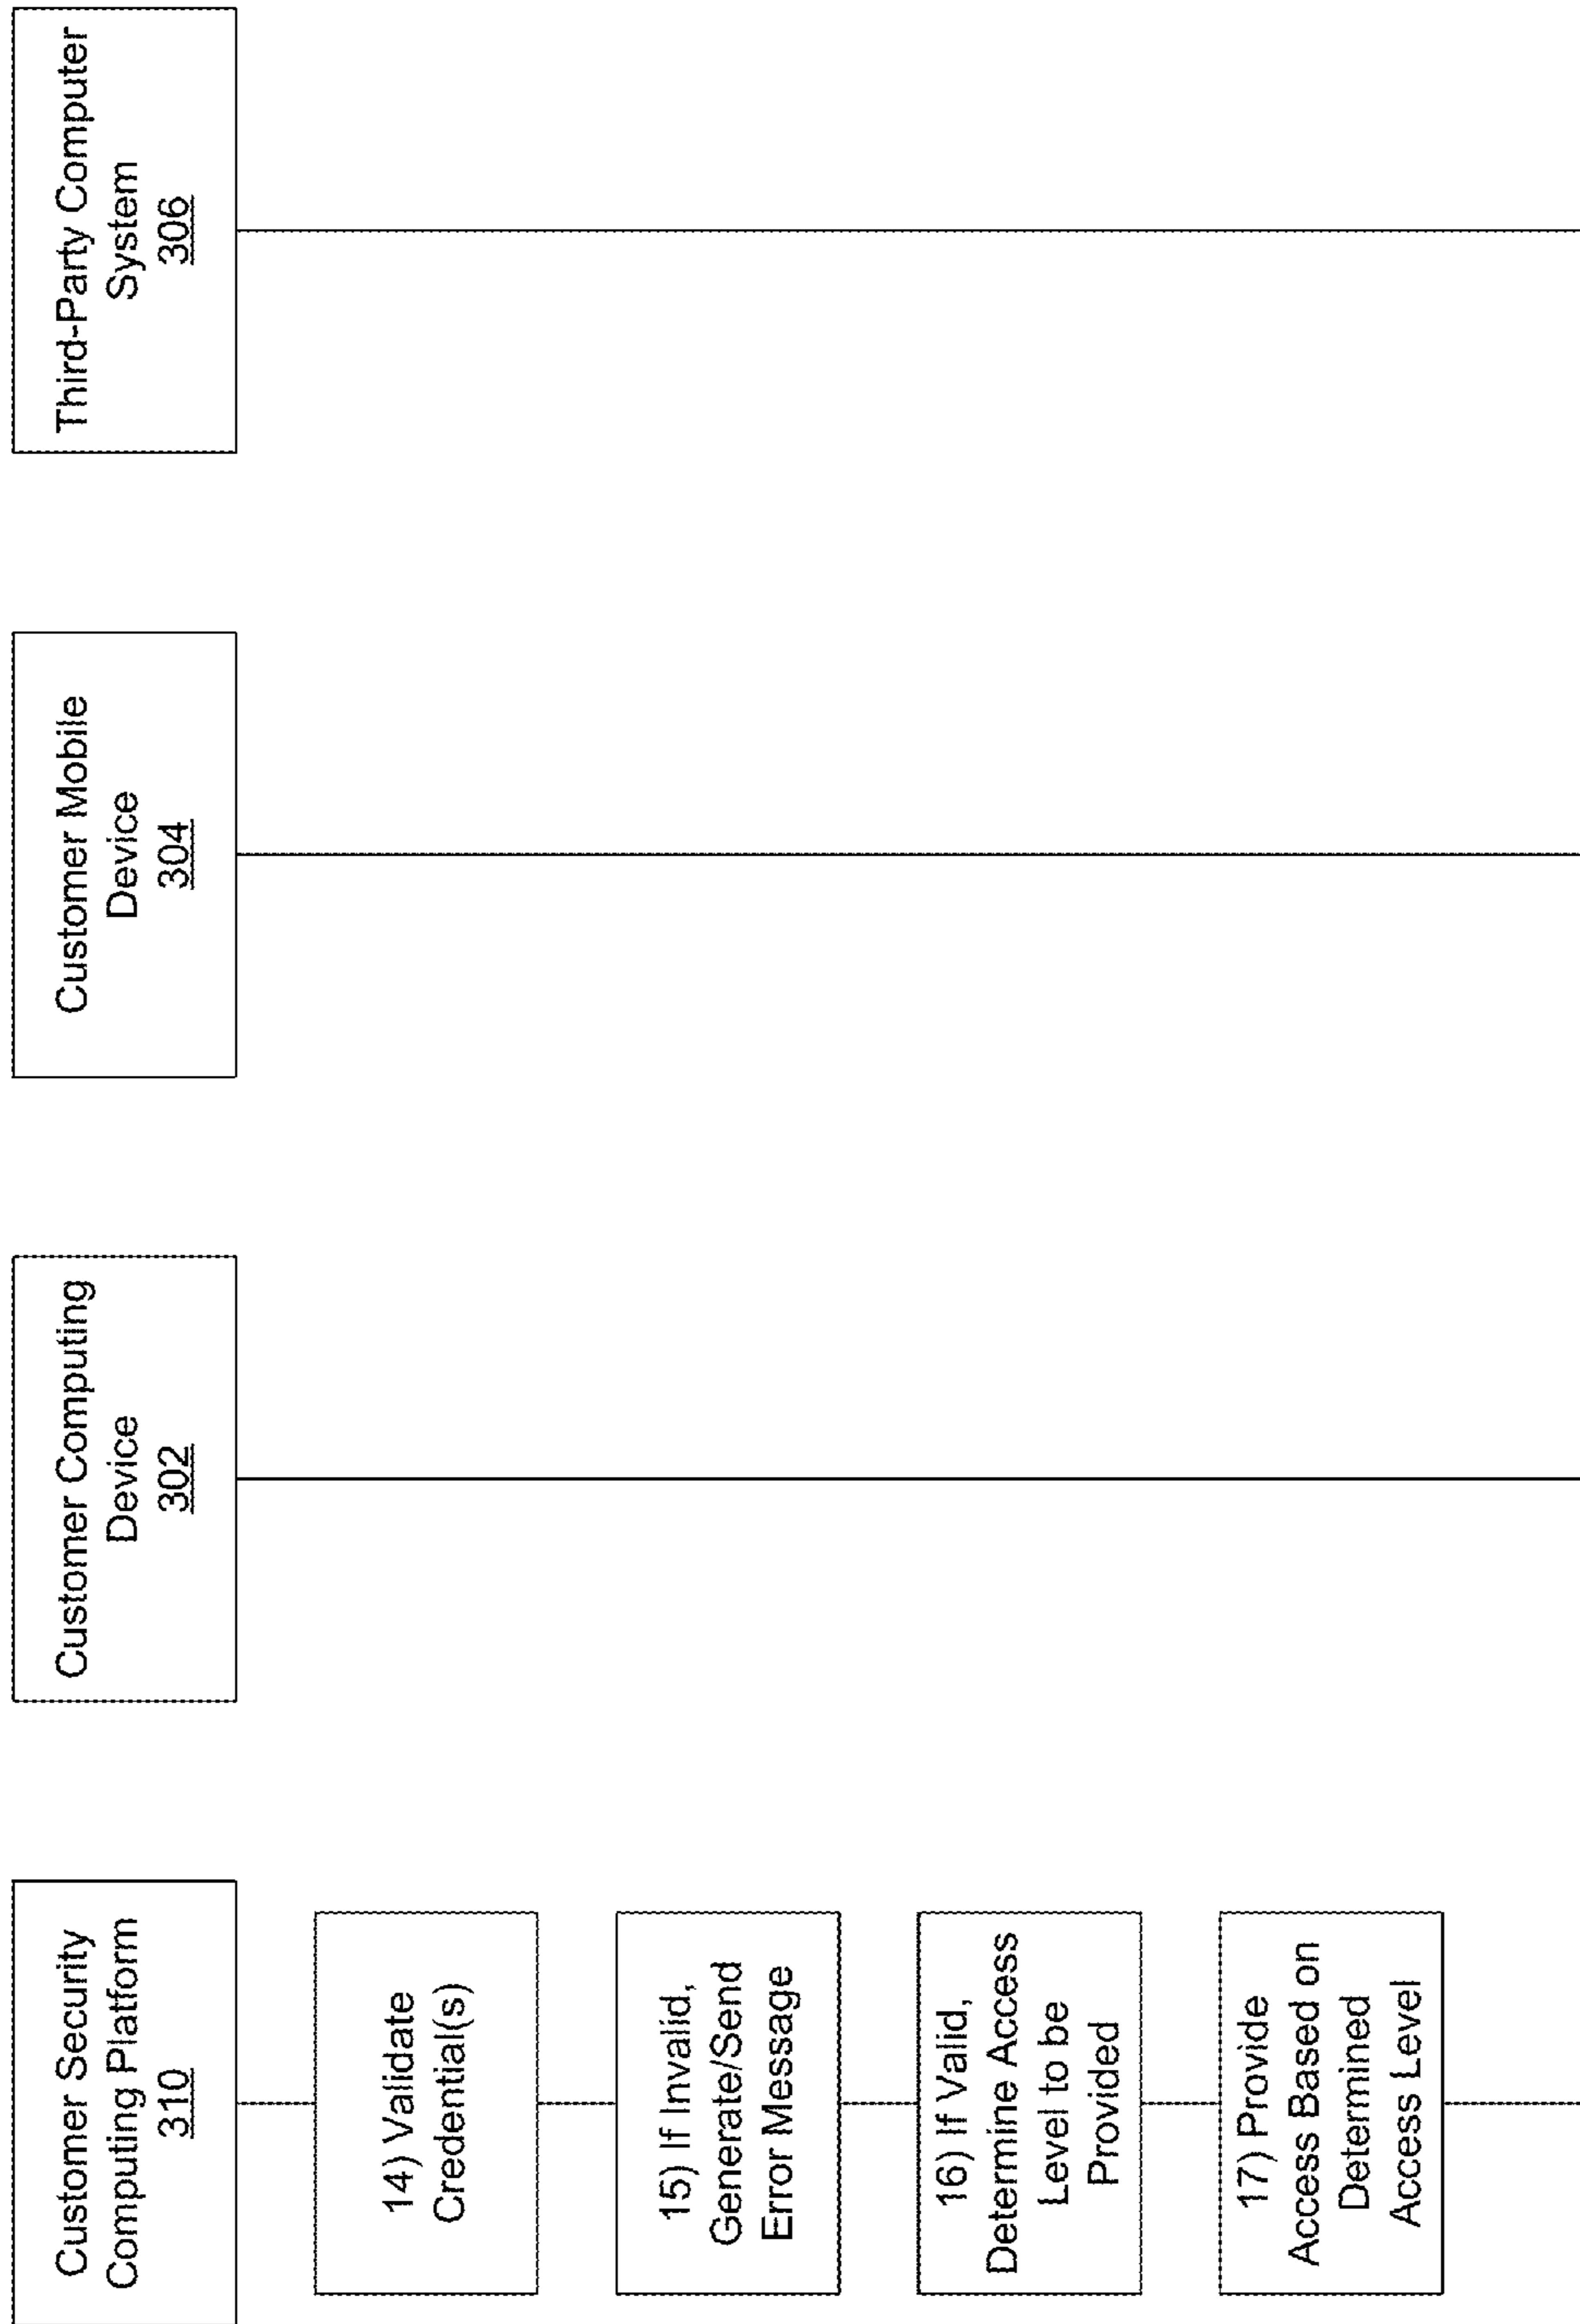 Customer Security
Computing Platform
310
Customer Computing
Device
302
Customer Mobile
Device
304
Third-Party Computer
System
306
14) Validate
Credential(s)
15) If Invalid,
Generate/Send
Error Message
16) If Valid,
Determine Access
Level to be
Provided
17) Provide
Access Based on
Determined
Access Level